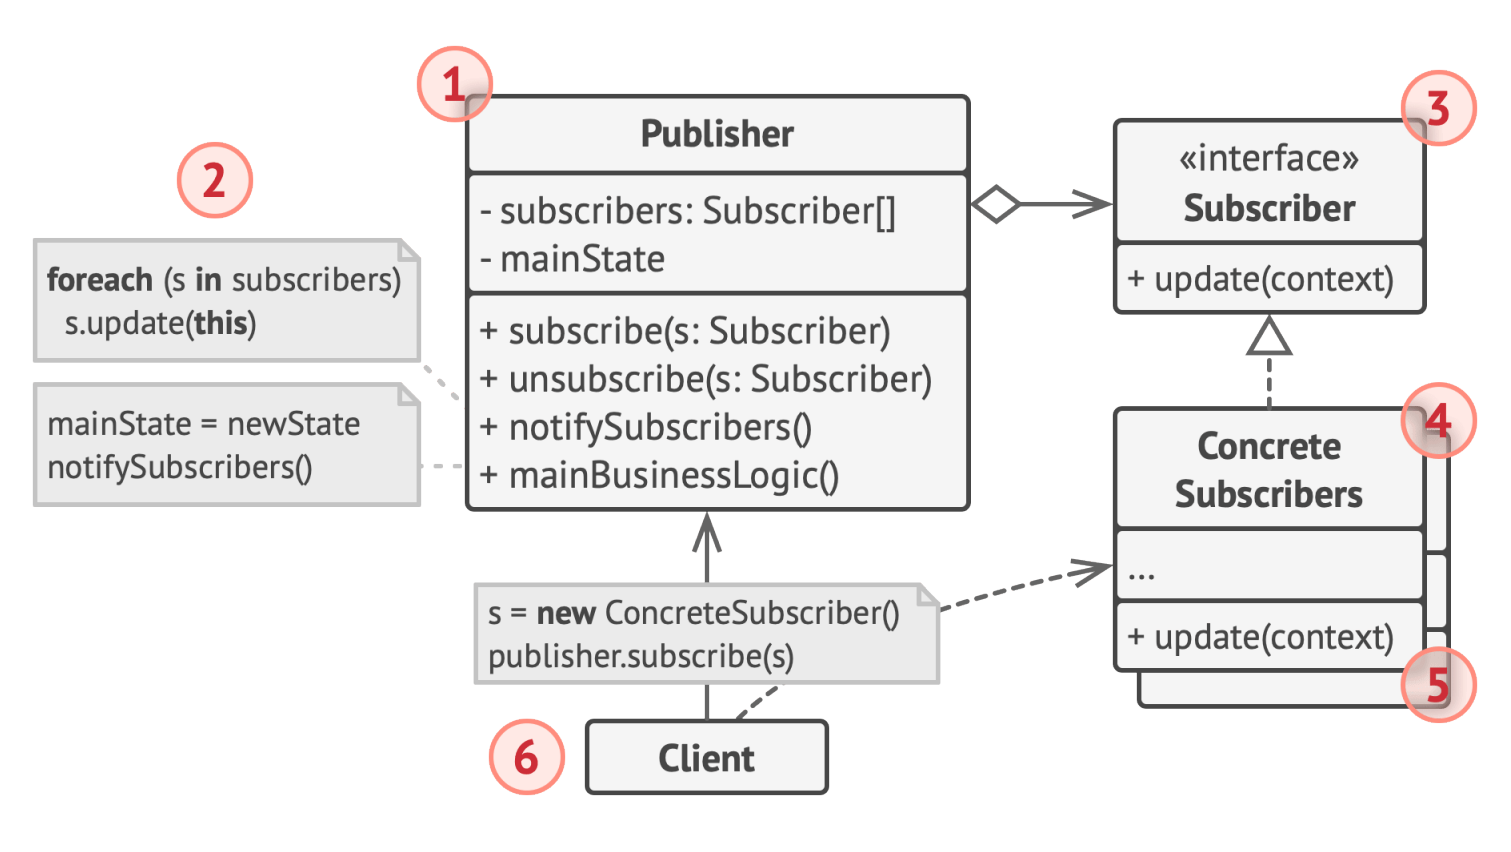 1
Publisher
- subscribers: Subscriber[]
- mainState
+ subscribe(s: Subscriber)
+ unsubscribe(s: Subscriber)
+ notifySubscribers()
+ mainBusinessLogic()
2
foreach (s in subscribers)
s.update(this)
mainState = newState
notifySubscribers()
3
«interface»
Subscriber
+ update(context)
4
Concrete
Subscribers
...
+ update(context)
5
s = new ConcreteSubscriber()
publisher.subscribe(s)
6
Client